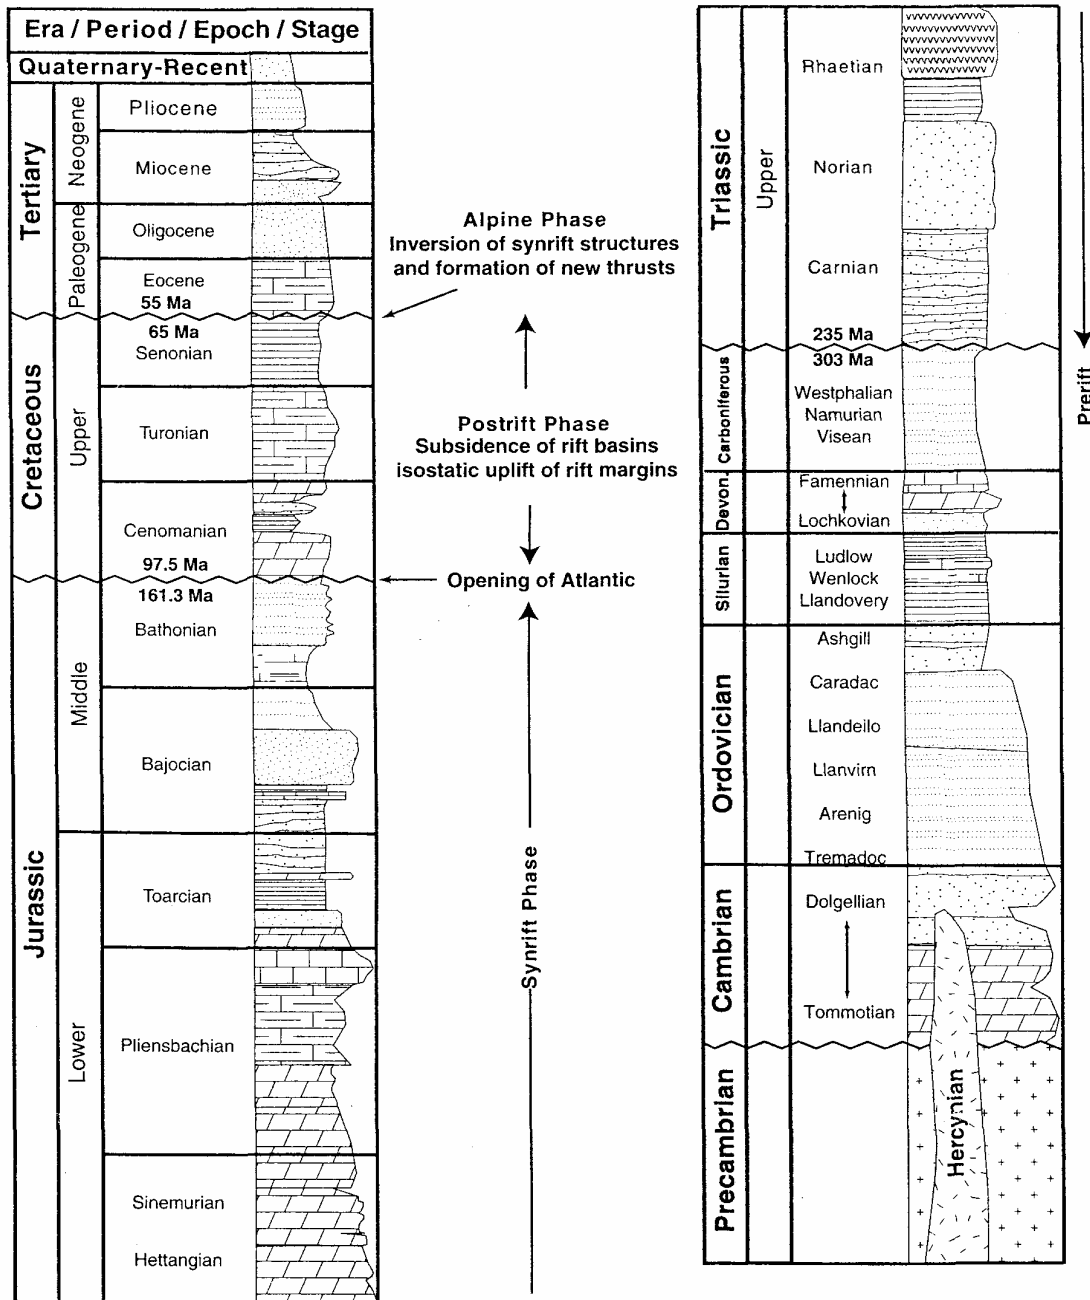 Era / Period / Epoch / Stage
Quaternary-Recent
Tertiary
Neogene
Pliocene
Miocene
Paleogene
Oligocene
Eocene
55 Ma
Cretaceous
Upper
65 Ma
Senonian
Turonian
Cenomanian
97.5 Ma
Jurassic
Middle
161.3 Ma
Bathonian
Bajocian
Lower
Toarcian
Pliensbachian
Sinemurian
Hettangian
Alpine Phase
Inversion of synrift structures
and formation of new thrusts
Postrift Phase
Subsidence of rift basins
isostatic uplift of rift margins
Opening of Atlantic
Synrift Phase
Triassic
Upper
Rhaetian
Norian
Carnian
235 Ma
Carboniferous
303 Ma
Westphalian
Namurian
Visean
Devon.
Famennian
Lochkovian
Silurian
Ludlow
Wenlock
Llandovery
Ordovician
Ashgill
Caradac
Llandeilo
Llanvirn
Arenig
Tremadoc
Cambrian
Dolgellian
Tommotian
Precambrian
Hercynian
Prerift